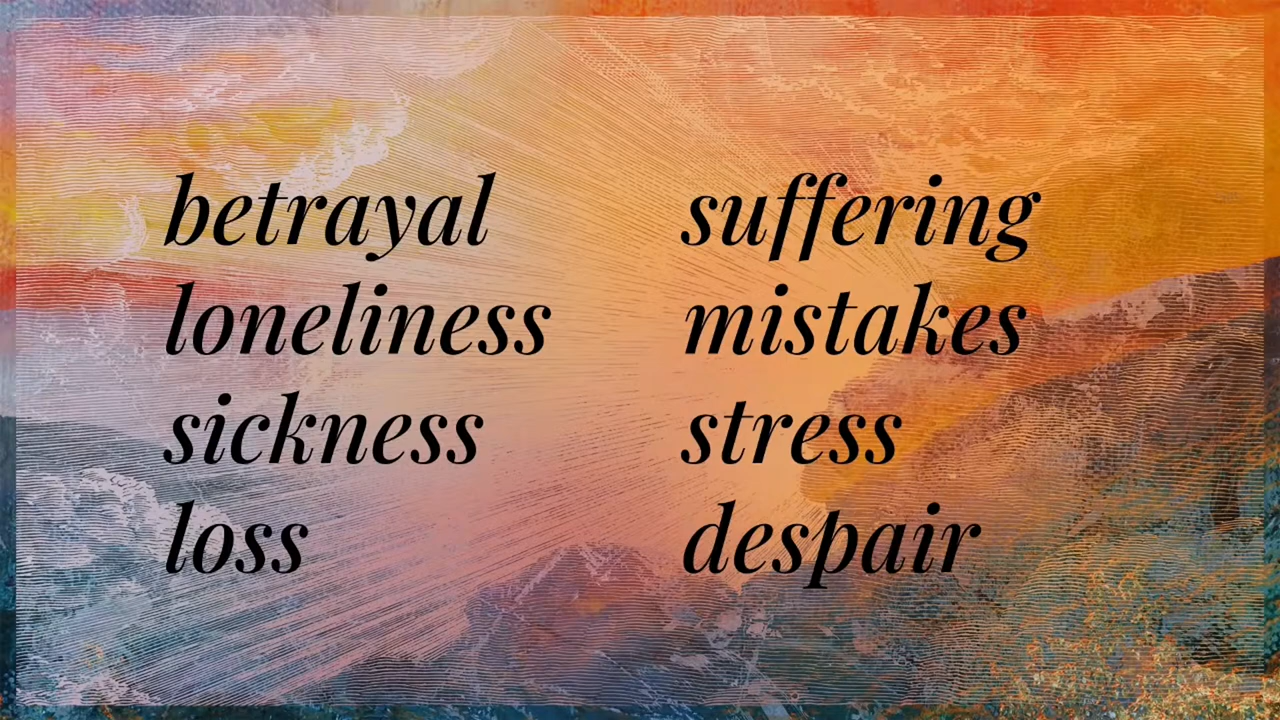 betrayal
loneliness
sickness
loss
suffering
mistakes
stress
despair